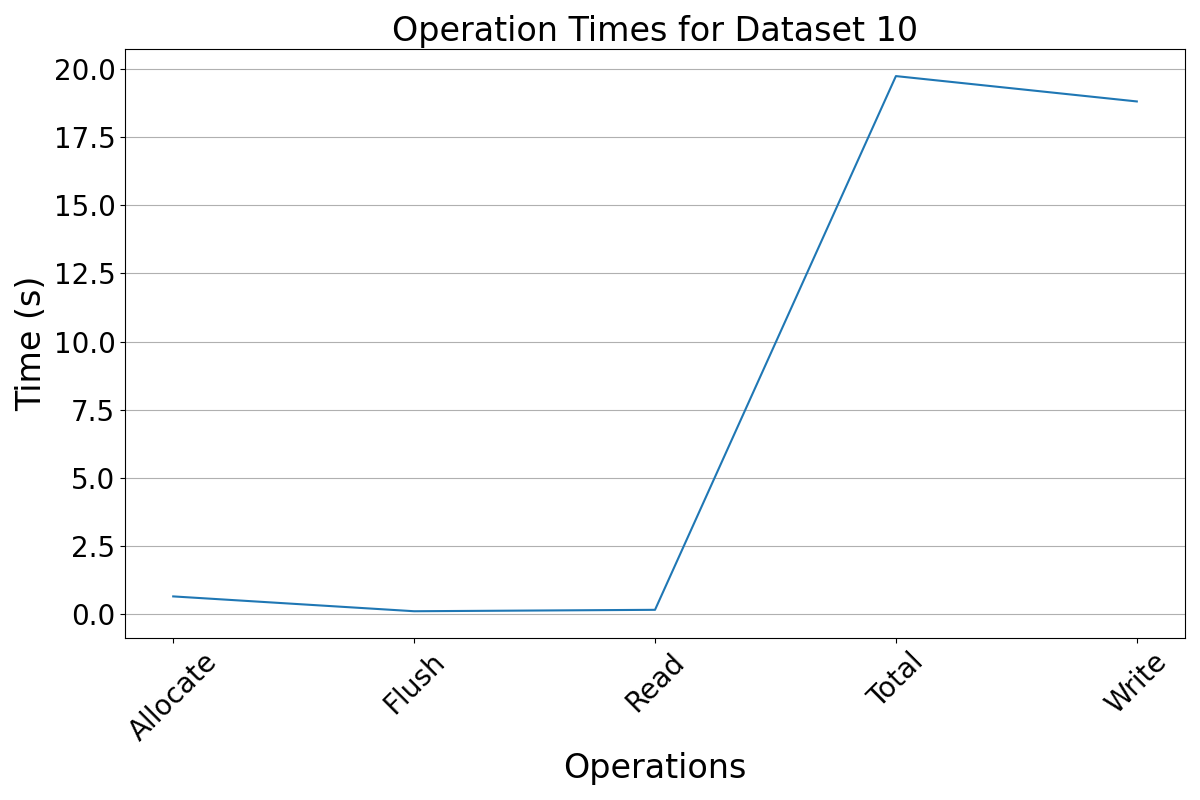 Operation Times for Dataset 10
Time (s)
20.0
17.5
15.0
12.5
10.0
7.5
5.0
2.5
0.0
Allocate
Flush
Read
Total
Write
Operations